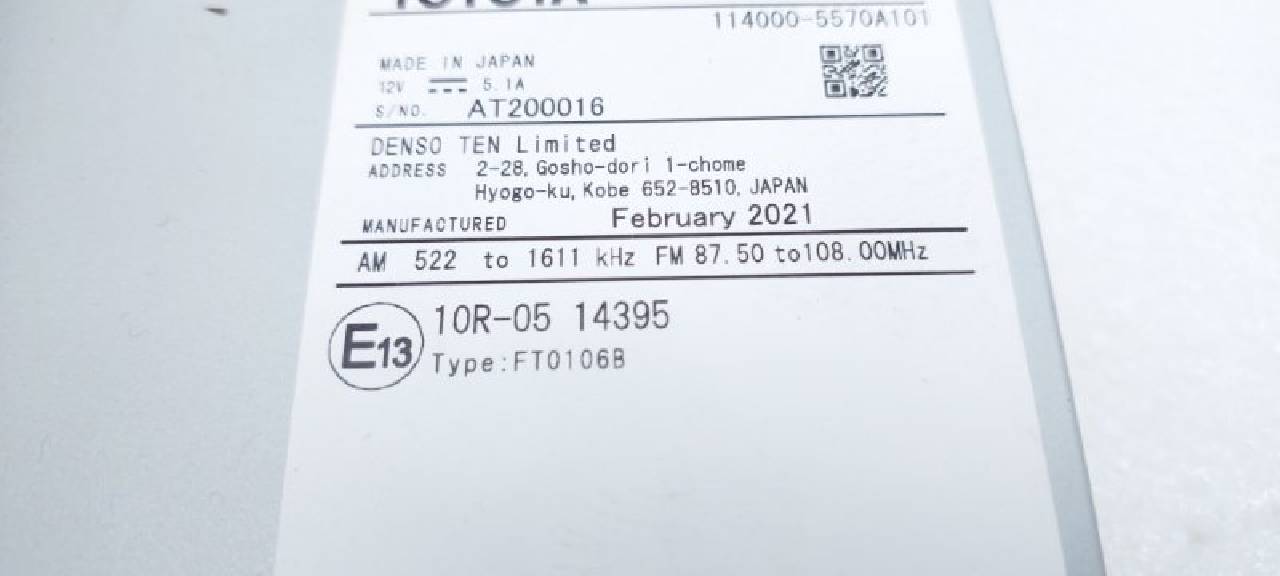 TOYOTA
114000-5570A101
MADE IN JAPAN
12V 5.1A
S/NO. AT200016
DENSO TEN Limited
ADDRESS 2-28, Gosho-dori 1-chome
Hyogo-ku, Kobe 652-8510, JAPAN
MANUFACTURED February 2021
AM 522 to 1611 kHz FM 87.50 to108.00MHz
E13 10R-05 14395
Type:FT0106B